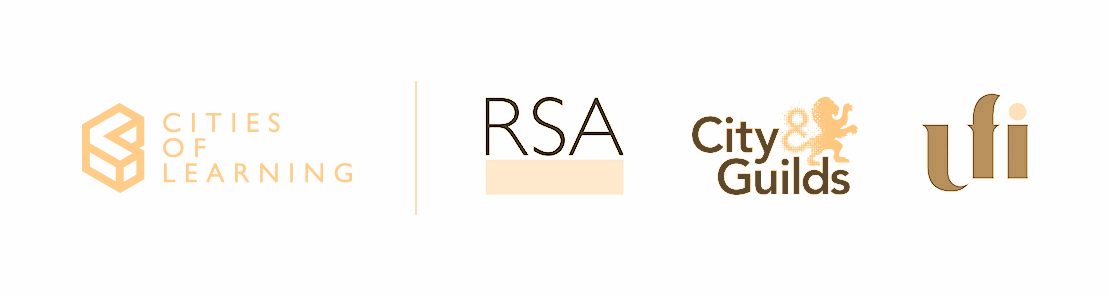 CITIES
OF
LEARNING
RSA
City &
Guilds
ufi